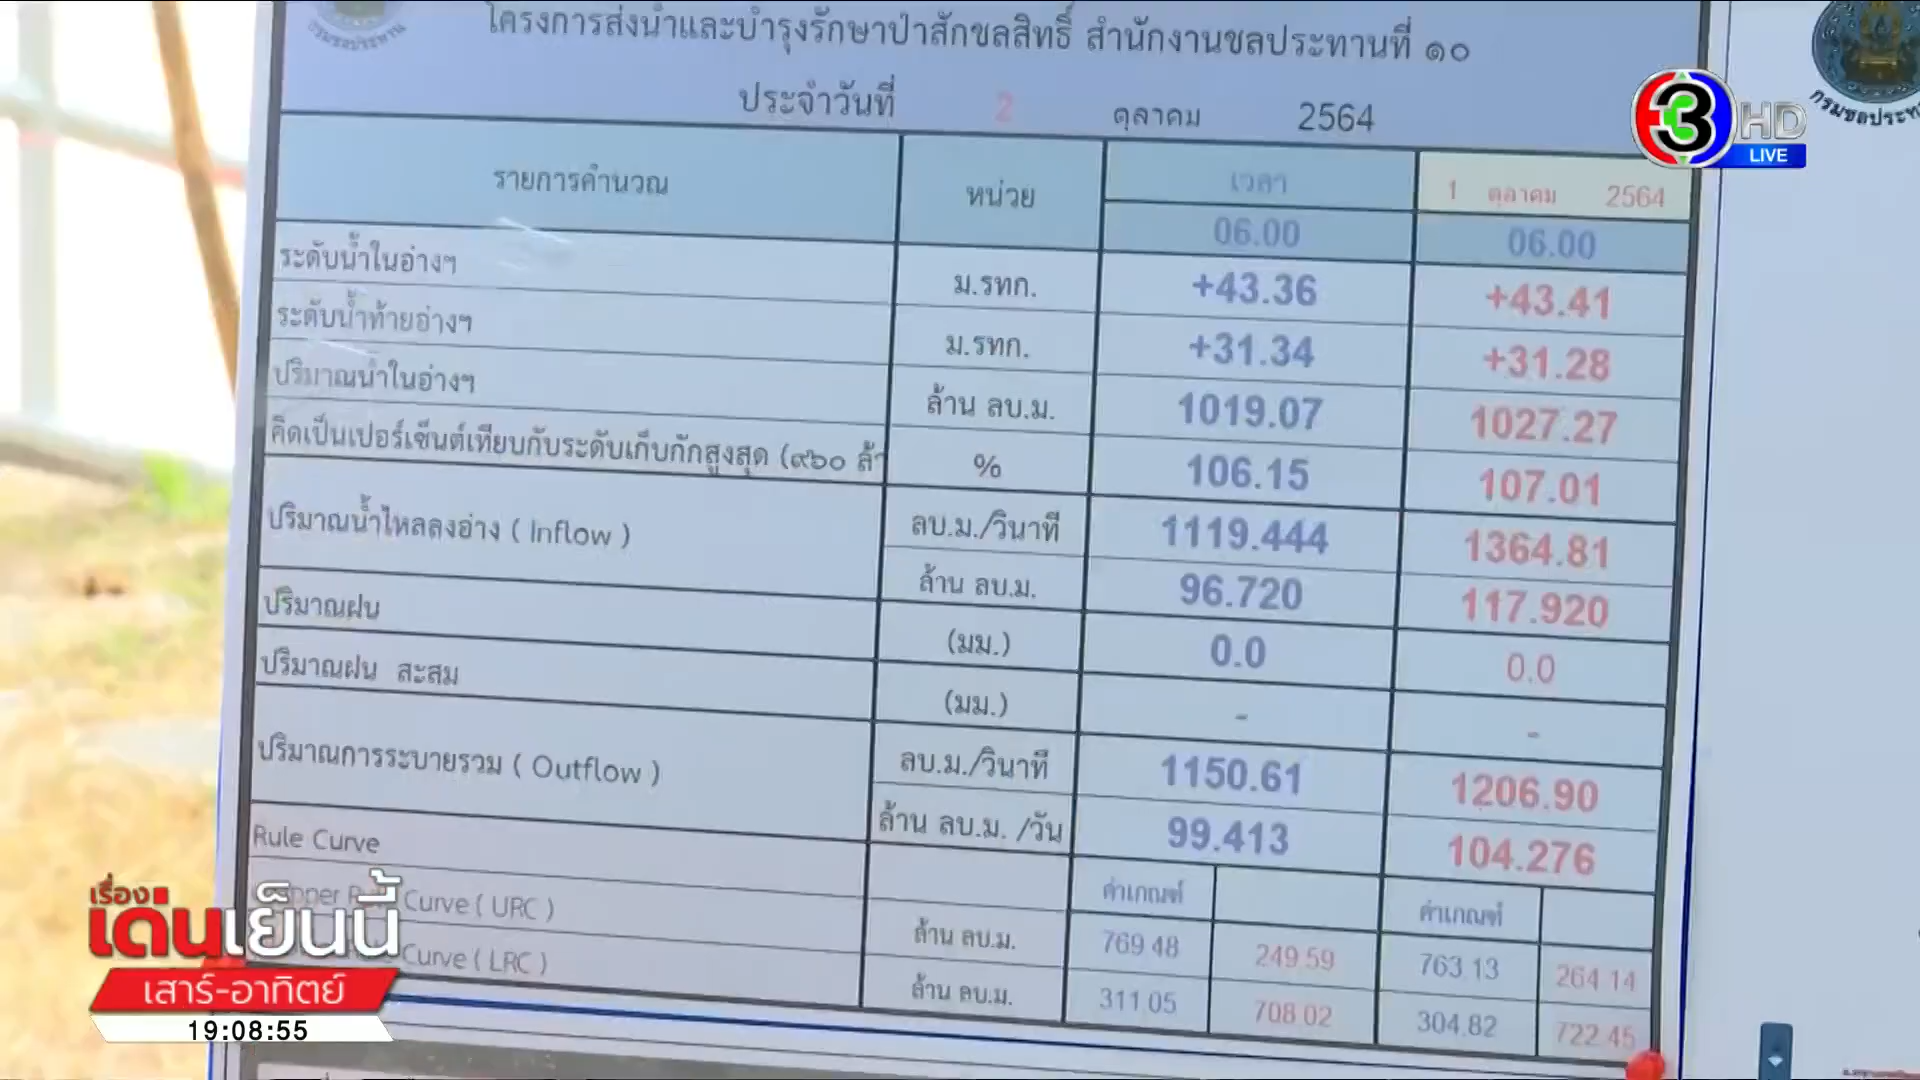 กรมชลประทาน
โครงการส่งน้ำและบำรุงรักษาป่าสักชลสิทธิ์ สำนักงานชลประทานที่ ๑๐
ประจำวันที่ 2 ตุลาคม 2564
3 HD
LIVE
รายการคำนวณ หน่วย เวลา 1 ตุลาคม 2564
06.00 06.00
ระดับน้ำในอ่างฯ ม.รทก. +43.36 +43.41
ระดับน้ำท้ายอ่างฯ ม.รทก. +31.34 +31.28
ปริมาณน้ำในอ่างฯ ล้าน ลบ.ม. 1019.07 1027.27
คิดเป็นเปอร์เซ็นต์เทียบกับระดับเก็บกักสูงสุด (๙๖๐ % 106.15 107.01
ปริมาณน้ำไหลลงอ่าง ( Inflow ) ลบ.ม./วินาที 1119.444 1364.81
ล้าน ลบ.ม. 96.720 117.920
ปริมาณฝน (มม.) 0.0 0.0
ปริมาณฝน สะสม (มม.) - -
ปริมาณการระบายรวม ( Outflow ) ลบ.ม./วินาที 1150.61 1206.90
ล้าน ลบ.ม. /วัน 99.413 104.276
Rule Curve ค่าเกณฑ์ ค่าเกณฑ์
Curve ( URC ) ล้าน ลบ.ม. 769.48 249.59 763.13 264.14
Curve ( LRC ) ล้าน ลบ.ม. 311.05 708.02 304.82 722.45
เรื่อง
เด่นเย็นนี้
เสาร์-อาทิตย์
19:08:55